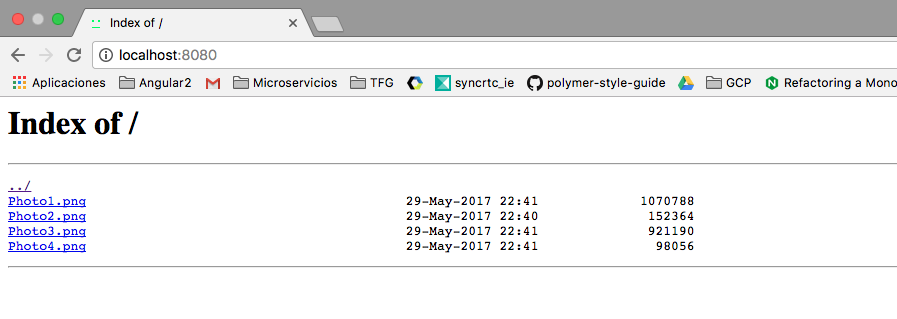 Index of /
localhost:8080
Aplicaciones Angular2 Microservicios TFG syncrtc_ie polymer-style-guide GCP Refactoring a Mono
Index of /
../
Photo1.png 29-May-2017 22:41 1070788
Photo2.png 29-May-2017 22:40 152364
Photo3.png 29-May-2017 22:41 921190
Photo4.png 29-May-2017 22:41 98056